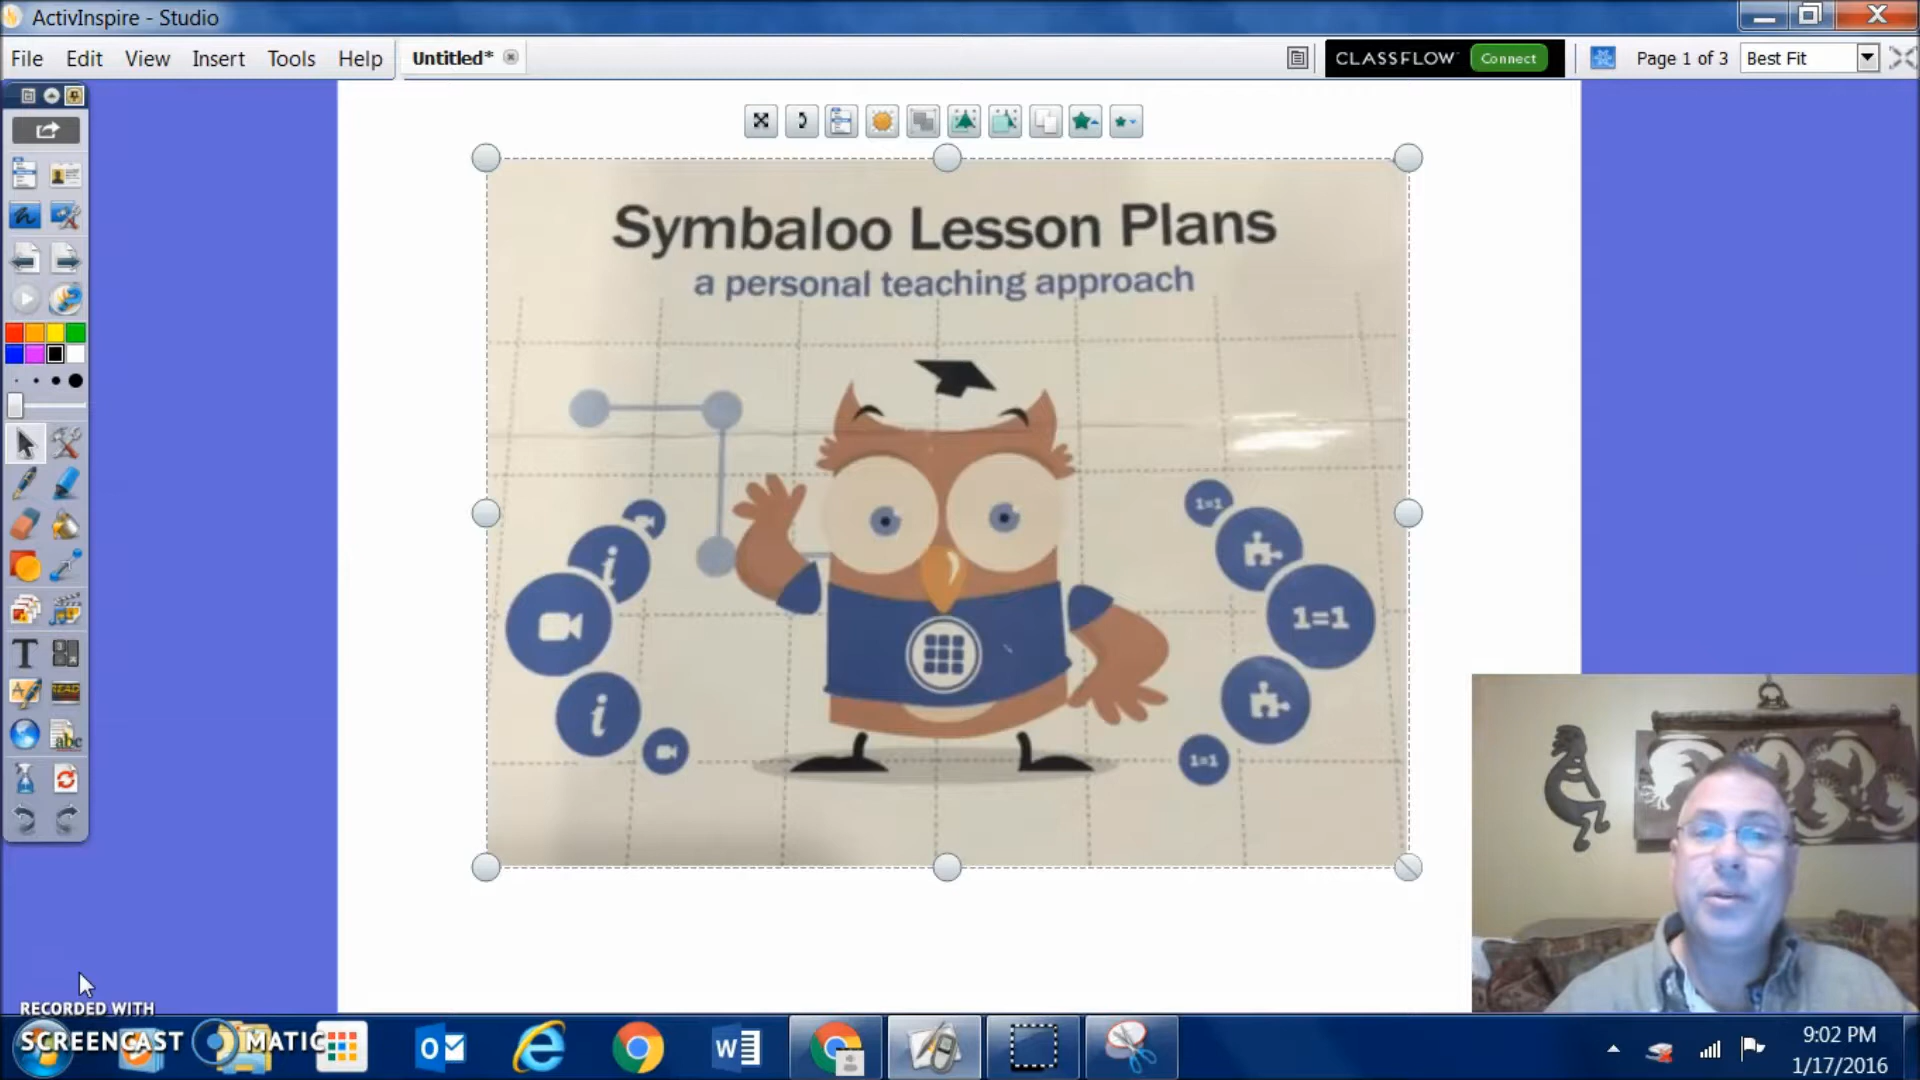 ActivInspire - Studio
File Edit View Insert Tools Help Untitled*
CLASSFLOW Connect Page 1 of 3 Best Fit
Symbaloo Lesson Plans
a personal teaching approach
1=1
i
1=1
i
1=1
READ
abc
RECORDED WITH
SCREENCAST MATIC
9:02 PM
1/17/2016